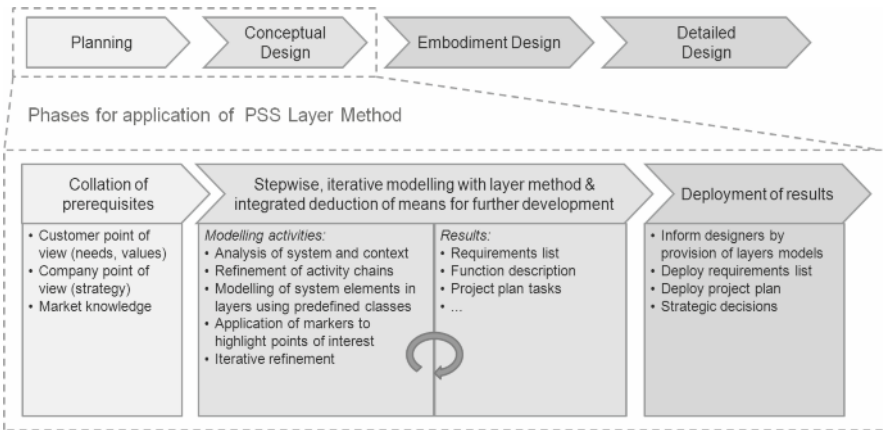 Planning
Conceptual
Design
Embodiment Design
Detailed
Design
Phases for application of PSS Layer Method
Collation of
prerequisites
Stepwise, iterative modelling with layer method &
integrated deduction of means for further development
Deployment of results
• Customer point of
view (needs, values)
• Company point of
view (strategy)
• Market knowledge
Modelling activities:
• Analysis of system and context
• Refinement of activity chains
• Modelling of system elements in
layers using predefined classes
• Application of markers to
highlight points of interest
• Iterative refinement
Results:
• Requirements list
• Function description
• Project plan tasks
• ...
• Inform designers by
provision of layers models
• Deploy requirements list
• Deploy project plan
• Strategic decisions